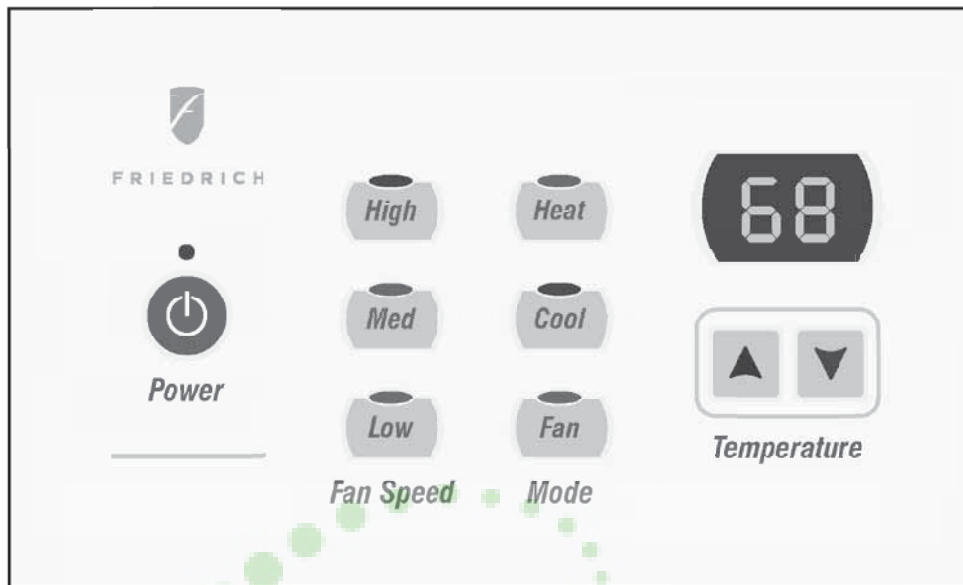 FRIEDRICH
Power
High
Med
Low
Fan Speed
Heat
Cool
Fan
Mode
68
Temperature